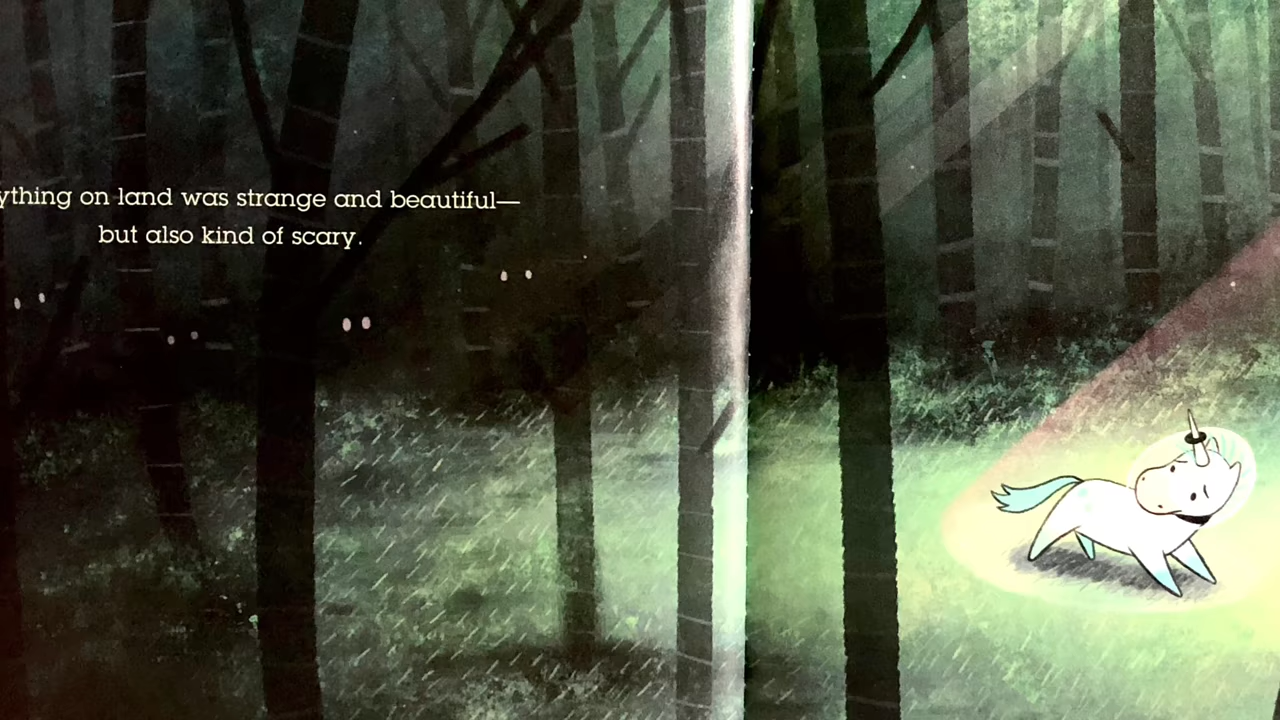 ything on land was strange and beautiful—
but also kind of scary.